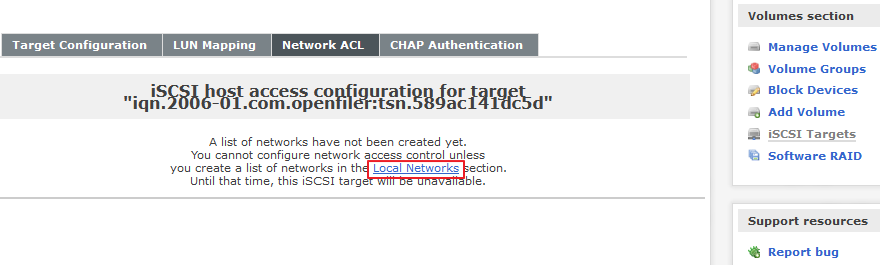 Target Configuration
LUN Mapping
Network ACL
CHAP Authentication
iSCSI host access configuration for target
"iqn.2006-01.com.openfiler:tsn.589ac141dc5d"
A list of networks have not been created yet.
You cannot configure network access control unless
you create a list of networks in the Local Networks section.
Until that time, this iSCSI target will be unavailable.
Volumes section
Manage Volumes
Volume Groups
Block Devices
Add Volume
iSCSI Targets
Software RAID
Support resources
Report bug